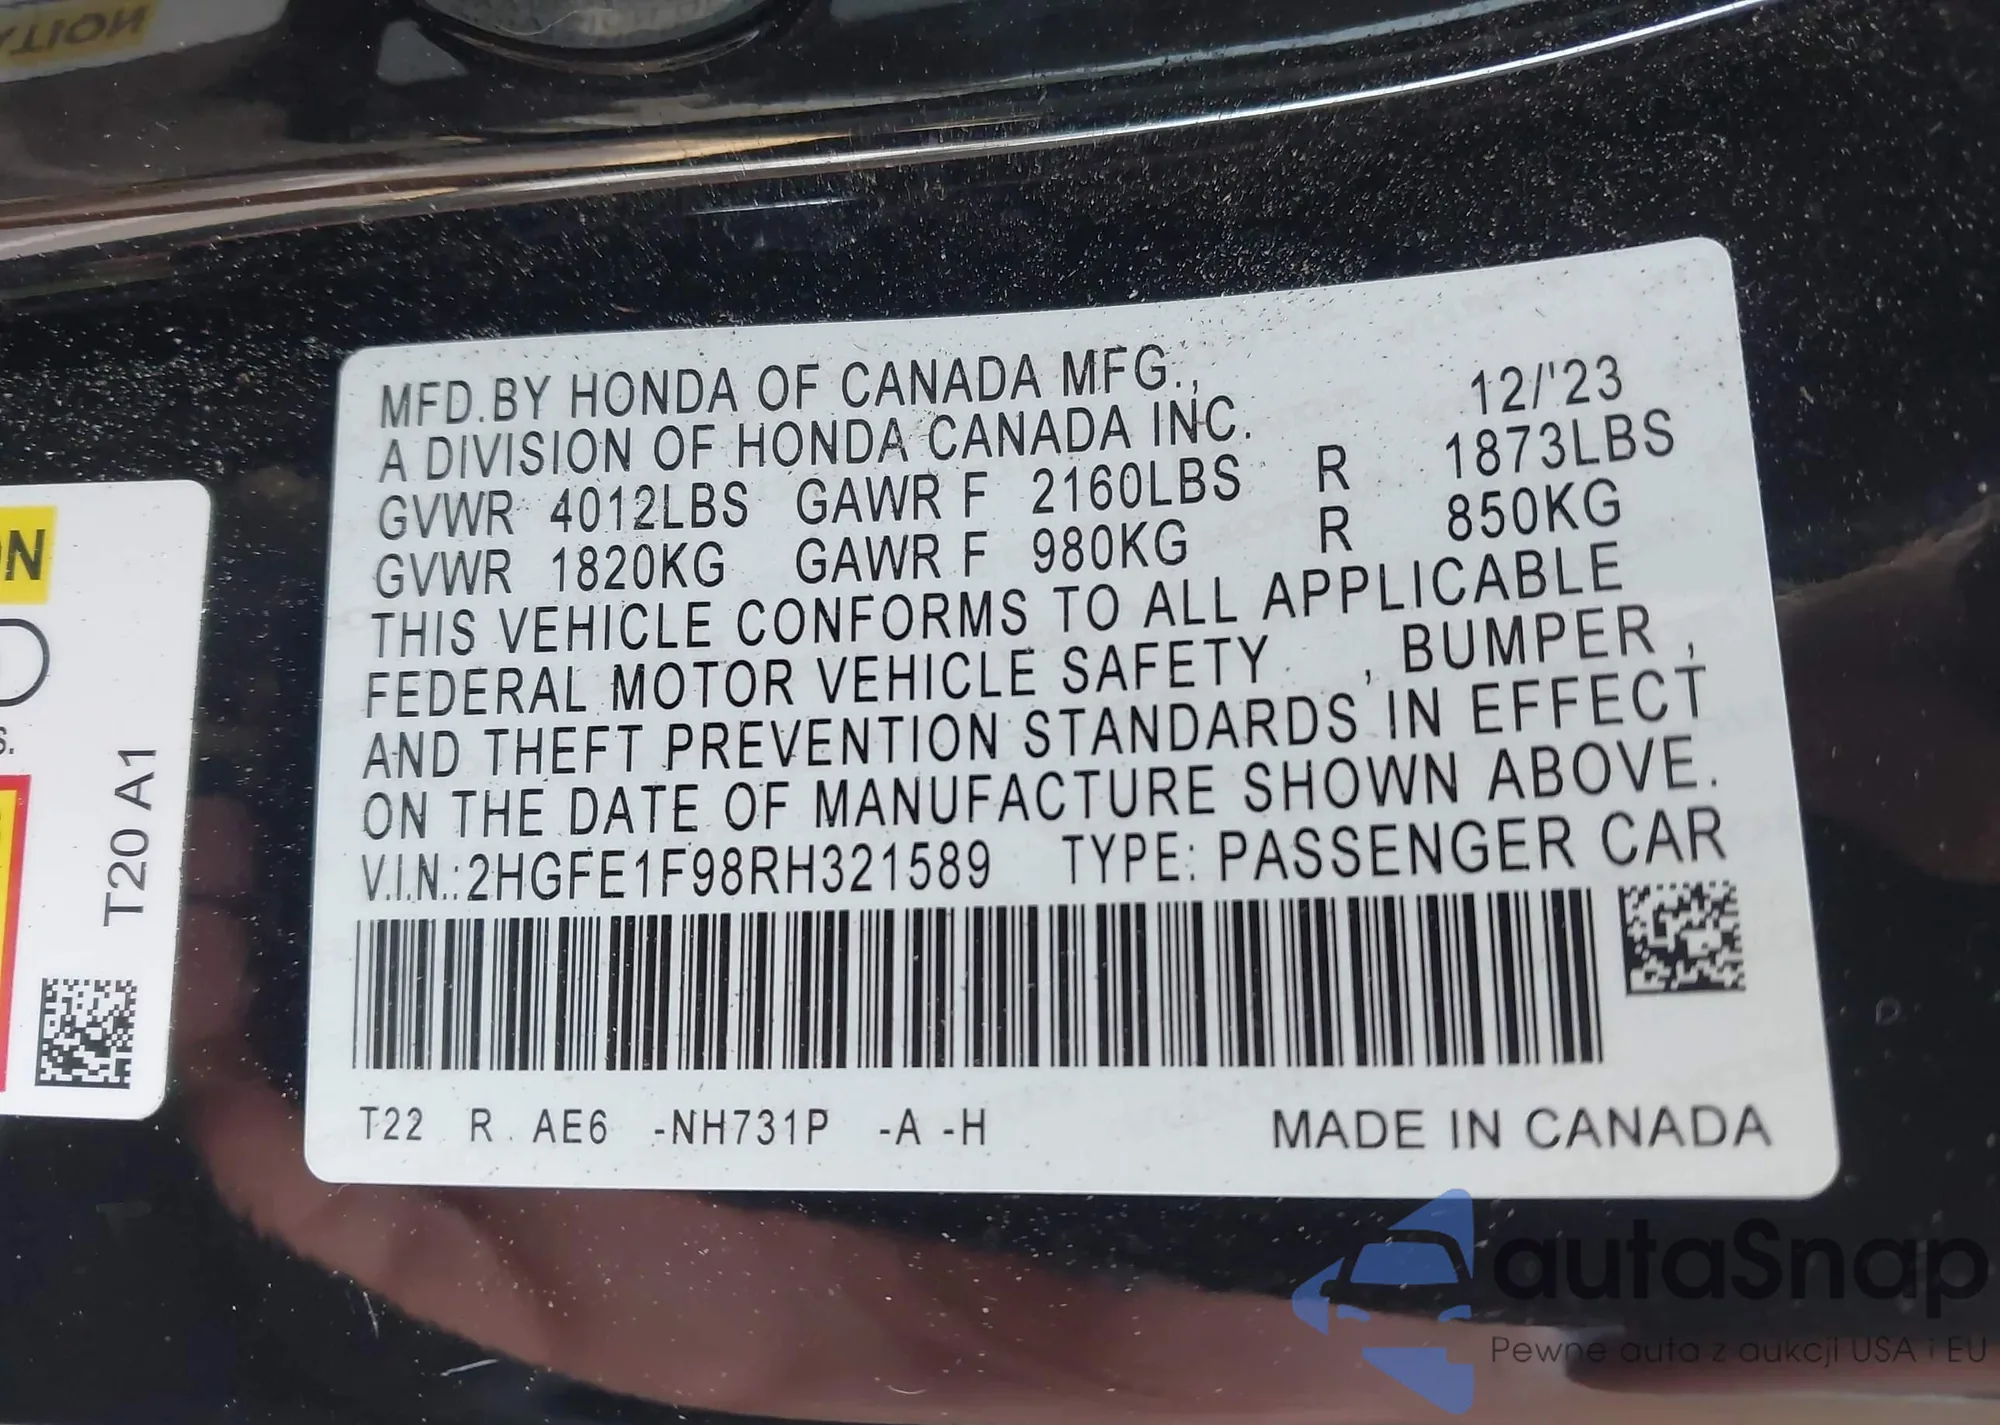 ATION
ON
S.
T20 A1
MFD.BY HONDA OF CANADA MFG., 12/'23
A DIVISION OF HONDA CANADA INC.
GVWR 4012LBS GAWR F 2160LBS R 1873LBS
GVWR 1820KG GAWR F 980KG R 850KG
THIS VEHICLE CONFORMS TO ALL APPLICABLE
FEDERAL MOTOR VEHICLE SAFETY , BUMPER ,
AND THEFT PREVENTION STANDARDS IN EFFECT
ON THE DATE OF MANUFACTURE SHOWN ABOVE.
V.I.N.:2HGFE1F98RH321589 TYPE: PASSENGER CAR
T22 R AE6 -NH731P -A -H MADE IN CANADA
autaSnap
Pewne auta z aukcji USA i EU